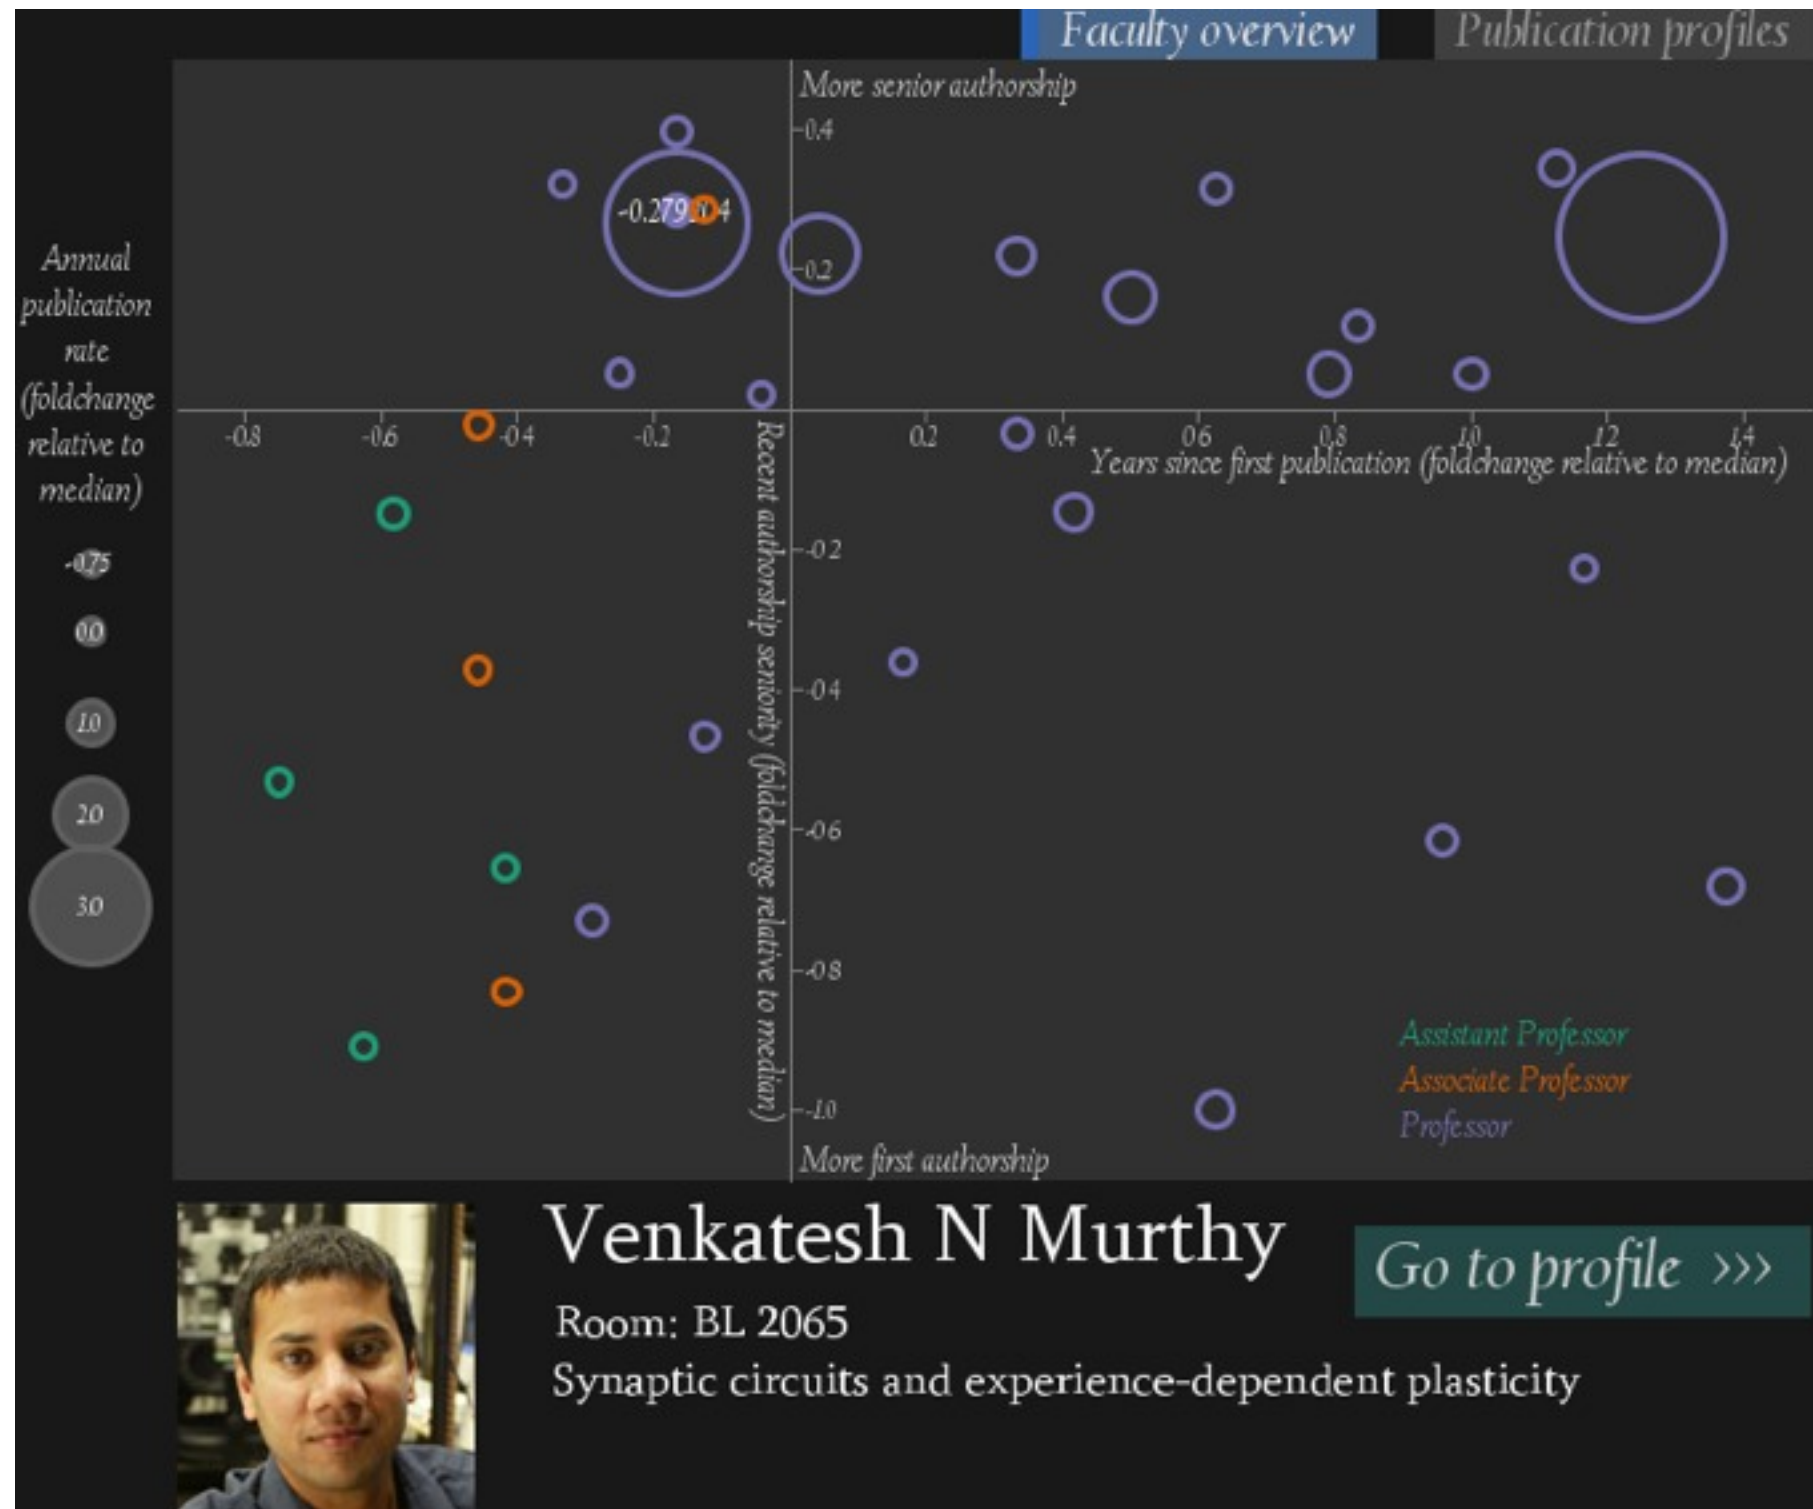 Faculty overview
Publication profiles
More senior authorship
0.4
0.2
Annual
publication
rate
(foldchange
relative to
median)
-0.75
0.0
1.0
2.0
3.0
-0.8
-0.6
-0.4
-0.2
0.2
0.4
0.6
0.8
1.0
1.2
1.4
Years since first publication (foldchange relative to median)
Recent authorship seniority (foldchange relative to median)
-0.2
-0.4
-0.6
-0.8
-1.0
More first authorship
Assistant Professor
Associate Professor
Professor
Venkatesh N Murthy
Go to profile >>>
Room: BL 2065
Synaptic circuits and experience-dependent plasticity